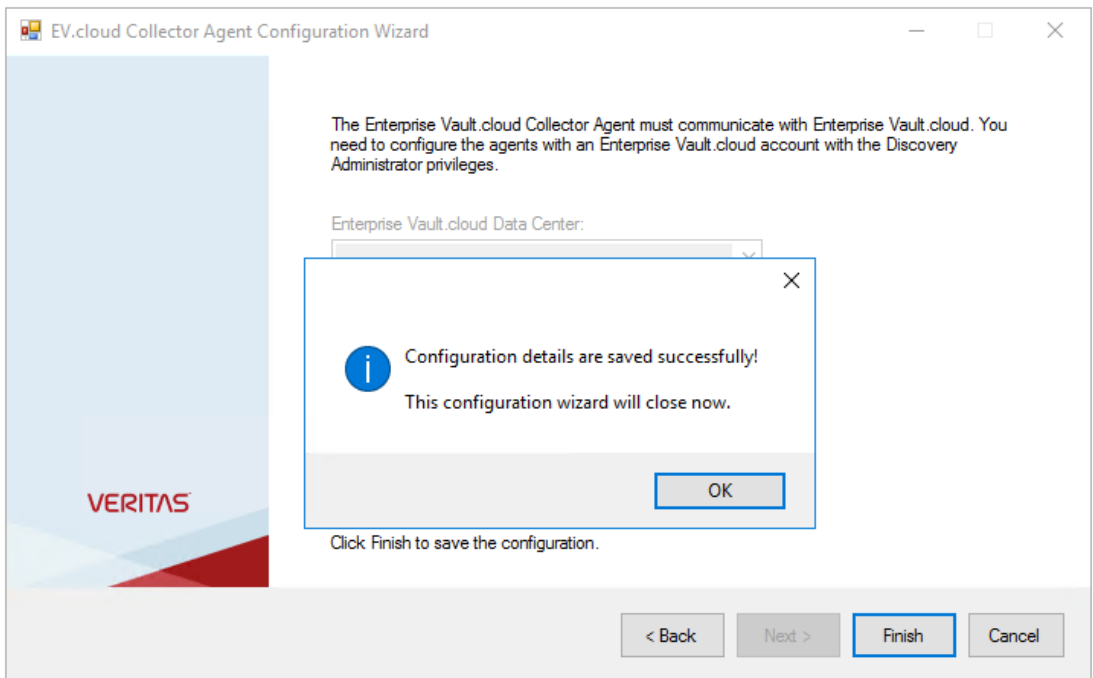 EV.cloud Collector Agent Configuration Wizard
The Enterprise Vault.cloud Collector Agent must communicate with Enterprise Vault.cloud. You
need to configure the agents with an Enterprise Vault.cloud account with the Discovery
Administrator privileges.
Enterprise Vault.cloud Data Center:
Configuration details are saved successfully!
This configuration wizard will close now.
OK
VERITAS
Click Finish to save the configuration.
< Back Next > Finish Cancel